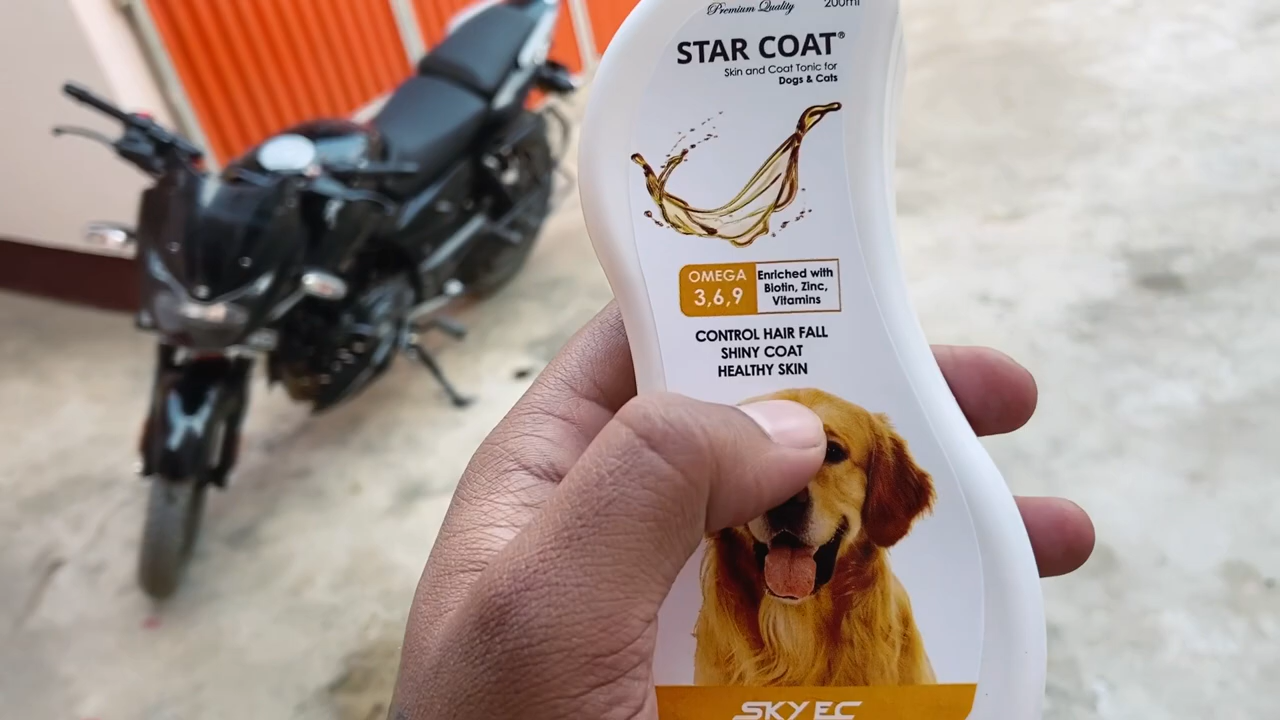 Premium Quality
200ml
STAR COAT®
Skin and Coat Tonic for
Dogs & Cats
OMEGA
3,6,9
Enriched with
Biotin, Zinc,
Vitamins
CONTROL HAIR FALL
SHINY COAT
HEALTHY SKIN
SKYEC